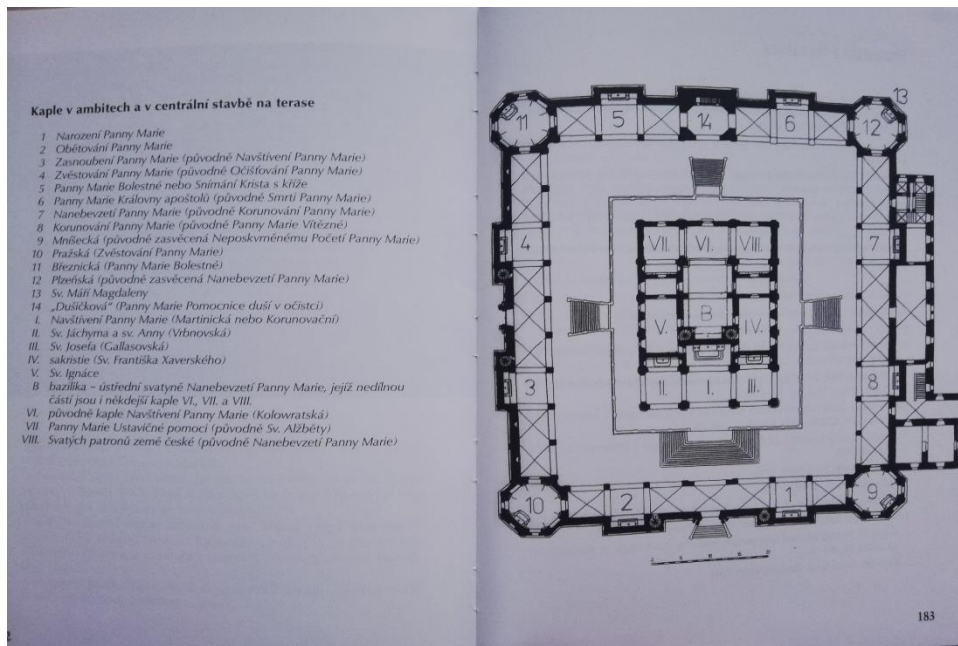 Kaple v ambitech a v centrální stavbě na terase
1 Narození Panny Marie
2 Obětování Panny Marie
3 Zasnoubení Panny Marie (původně Navštívení Panny Marie)
4 Zvěstování Panny Marie (původně Očišťování Panny Marie)
5 Panny Marie Bolestné nebo Snímání Krista s kříže
6 Panny Marie Královny apoštolů (původně Smrti Panny Marie)
7 Nanebevzetí Panny Marie (původně Korunování Panny Marie)
8 Korunování Panny Marie (původně Panny Marie Vítězné)
9 Mníšecká (původně zasvěcená Neposkvrněnému Početí Panny Marie)
10 Pražská (Zvěstování Panny Marie)
11 Březnická (Panny Marie Bolestné)
12 Plzeňská (původně zasvěcená Nanebevzetí Panny Marie)
13 Sv. Máří Magdaleny
14 „Dušičková“ (Panny Marie Pomocnice duší v očistci)
I. Navštívení Panny Marie (Martinická nebo Korunovační)
II. Sv. Jáchyma a sv. Anny (Vrbnovská)
III. Sv. Josefa (Gallasovská)
IV. sakristie (Sv. Františka Xaverského)
V. Sv. Ignáce
B bazilika – ústřední svatyně Nanebevzetí Panny Marie, jejíž nedílnou
částí jsou i někdejší kaple VI., VII. a VIII.
VI. původně kaple Navštívení Panny Marie (Kolowratská)
VII Panny Marie Ustavičné pomoci (původně Sv. Alžběty)
VIII. Svatých patronů země české (původně Nanebevzetí Panny Marie)
13
11 5 14 6 12
4 VII. VI. VIII. 7
V. B IV.
3 II. I. III. 8
10 2 1 9
183